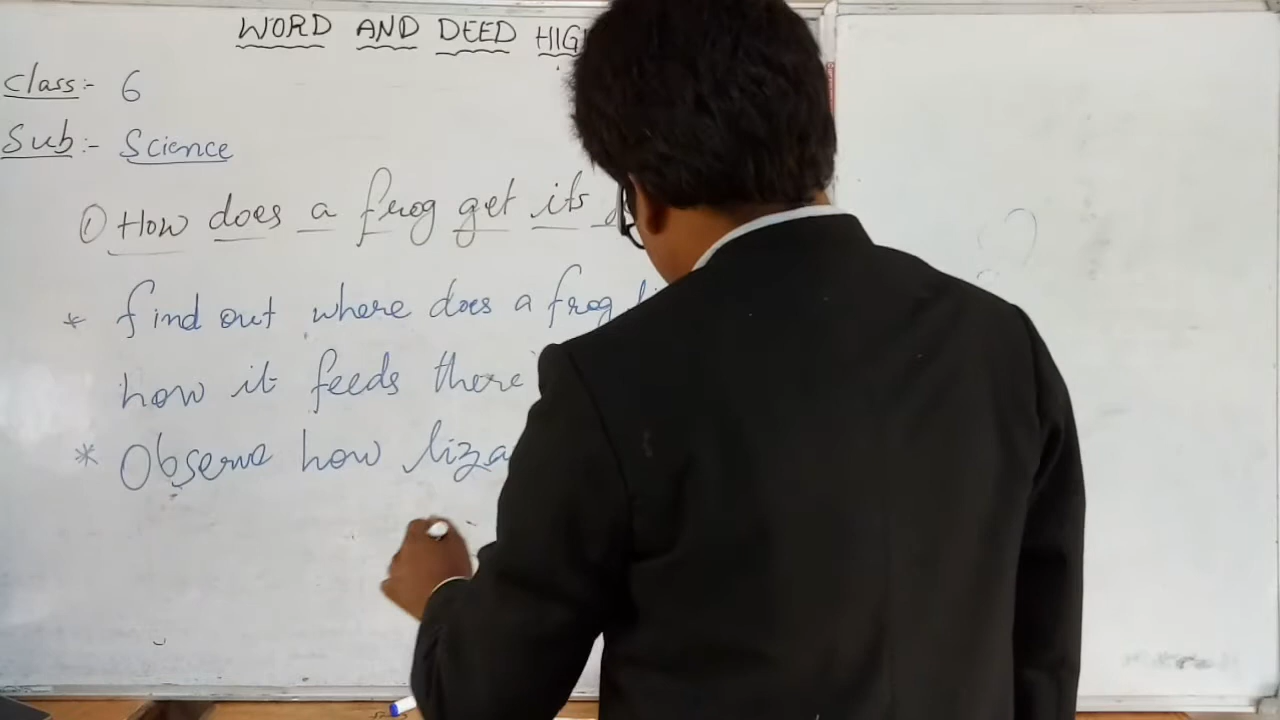 WORD AND DEED HIG
Class:- 6
Sub:- Science
① How does a frog get its
* find out where does a frog
how it feeds there
* Observe how liza